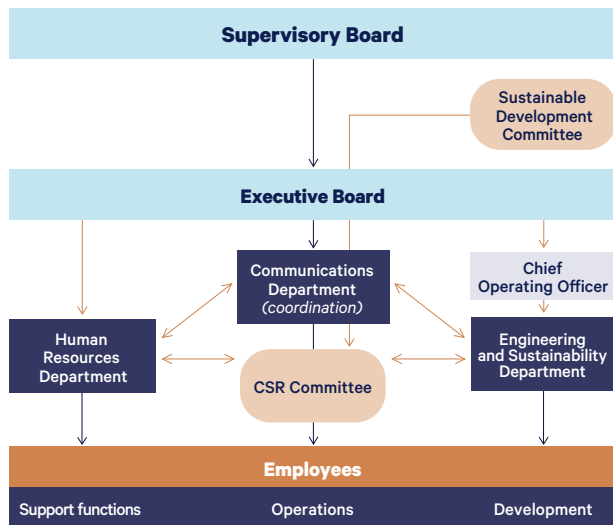 Supervisory Board
Sustainable
Development
Committee
Executive Board
Communications
Department
(coordination)
Chief
Operating Officer
Human
Resources
Department
Engineering
and Sustainability
Department
CSR Committee
Employees
Support functions
Operations
Development